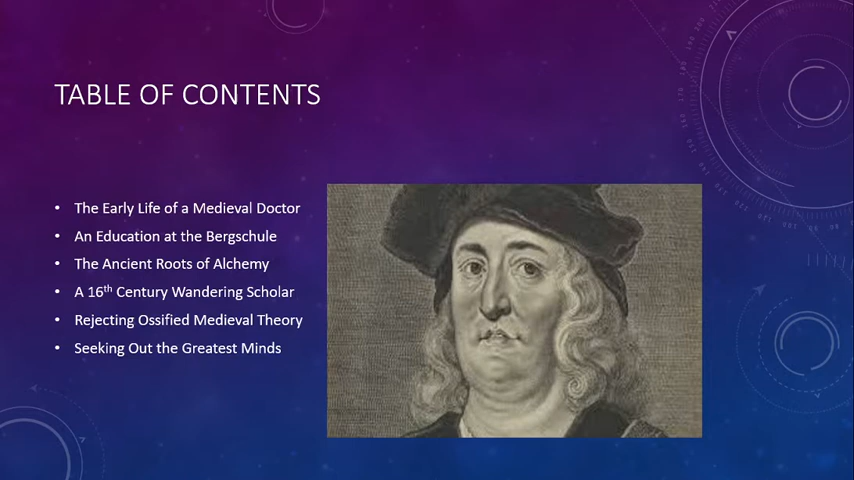 TABLE OF CONTENTS
• The Early Life of a Medieval Doctor
• An Education at the Bergschule
• The Ancient Roots of Alchemy
• A 16th Century Wandering Scholar
• Rejecting Ossified Medieval Theory
• Seeking Out the Greatest Minds